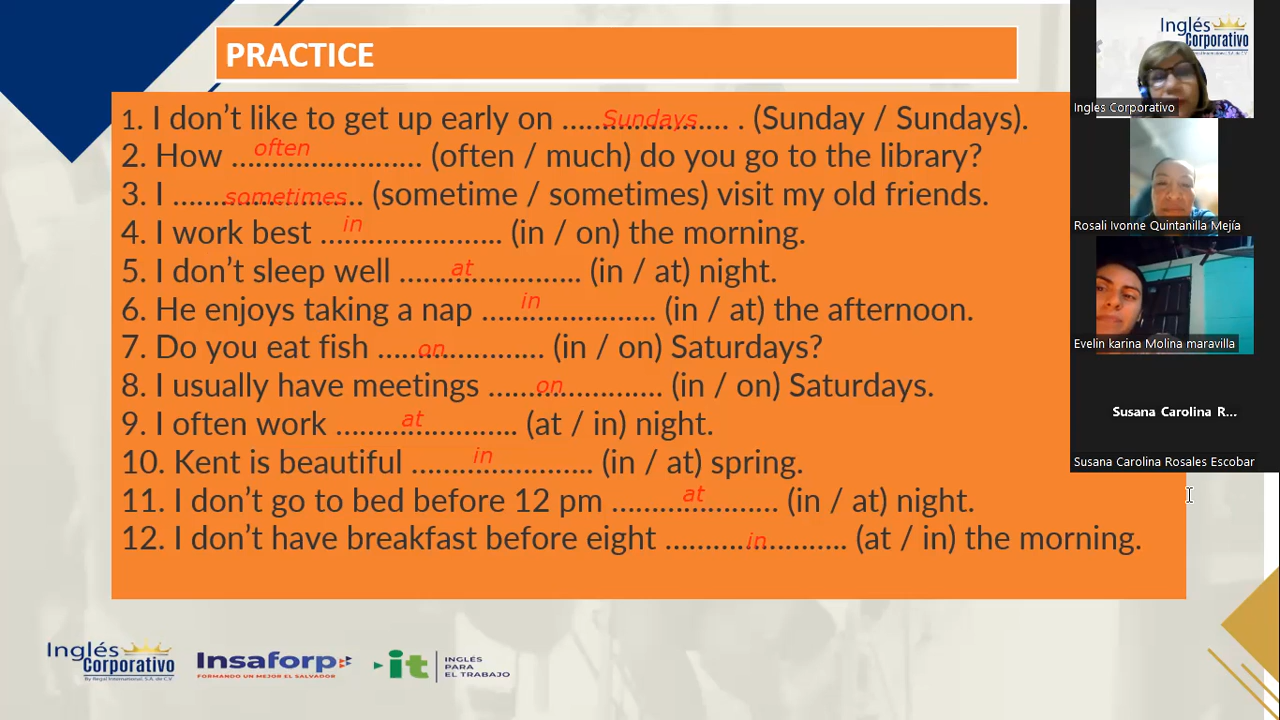 PRACTICE
1. I don't like to get up early on ......Sundays...... . (Sunday / Sundays).
2. How ......often...... (often / much) do you go to the library?
3. I ......sometimes...... (sometime / sometimes) visit my old friends.
4. I work best ......in...... (in / on) the morning.
5. I don't sleep well ......at...... (in / at) night.
6. He enjoys taking a nap ......in...... (in / at) the afternoon.
7. Do you eat fish ......on...... (in / on) Saturdays?
8. I usually have meetings ......on...... (in / on) Saturdays.
9. I often work ......at...... (at / in) night.
10. Kent is beautiful ......in...... (in / at) spring.
11. I don't go to bed before 12 pm ......at...... (in / at) night.
12. I don't have breakfast before eight ......in...... (at / in) the morning.
Inglés
Corporativo
Ingles Corporativo
Rosali Ivonne Quintanilla Mejía
Evelin karina Molina maravilla
Susana Carolina R...
Susana Carolina Rosales Escobar
Inglés
Corporativo
By Regal International, S.A. de C.V.
Insaforp
FORMANDO UN MEJOR EL SALVADOR
it
INGLÉS
PARA
EL TRABAJO